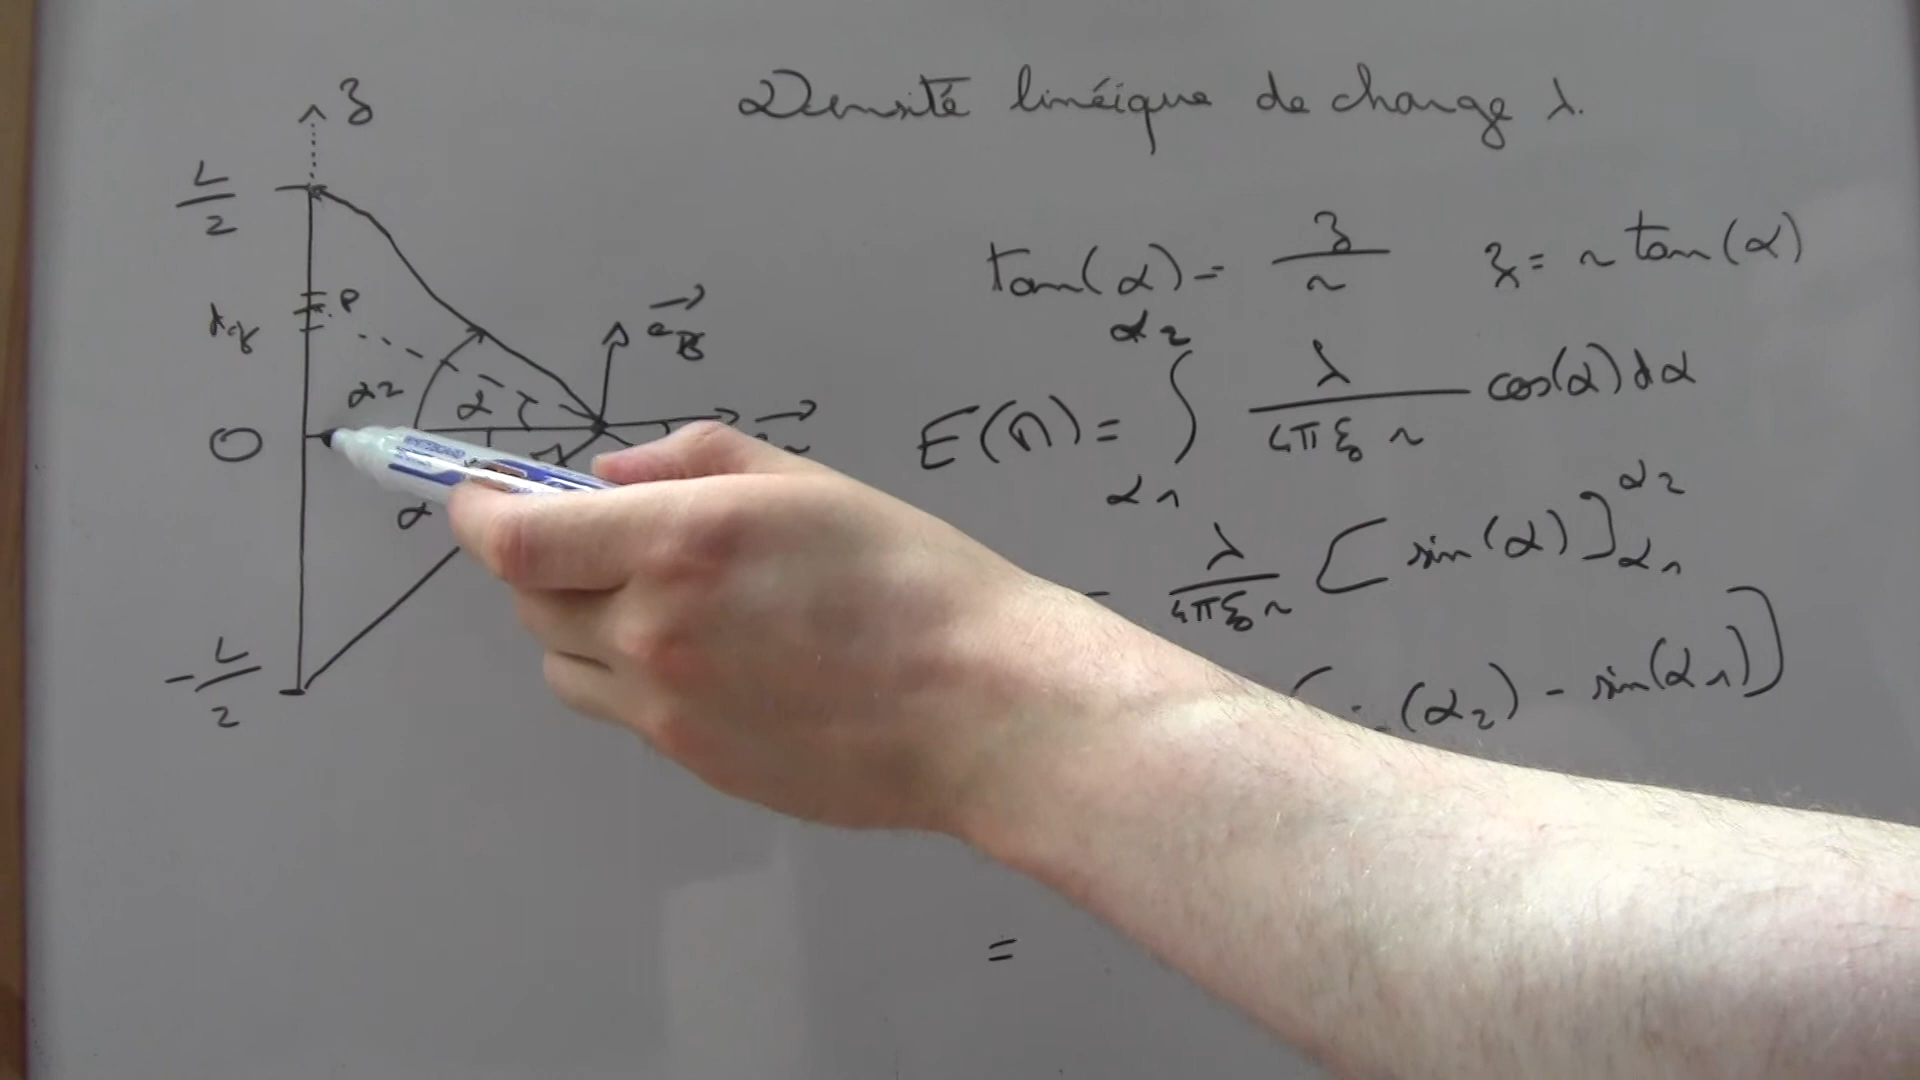 Densité linéique de charge λ.
z
L/2
P
dq
α2
α
O
α
-L/2
tan(α) = z/r   z = r tan(α)
E(M) = ∫_{α1}^{α2} λ/(4πε0 r) cos(α) dα
λ/(4πε0 r) [sin(α)]_{α1}^{α2}
(α2) - sin(α1)]
=